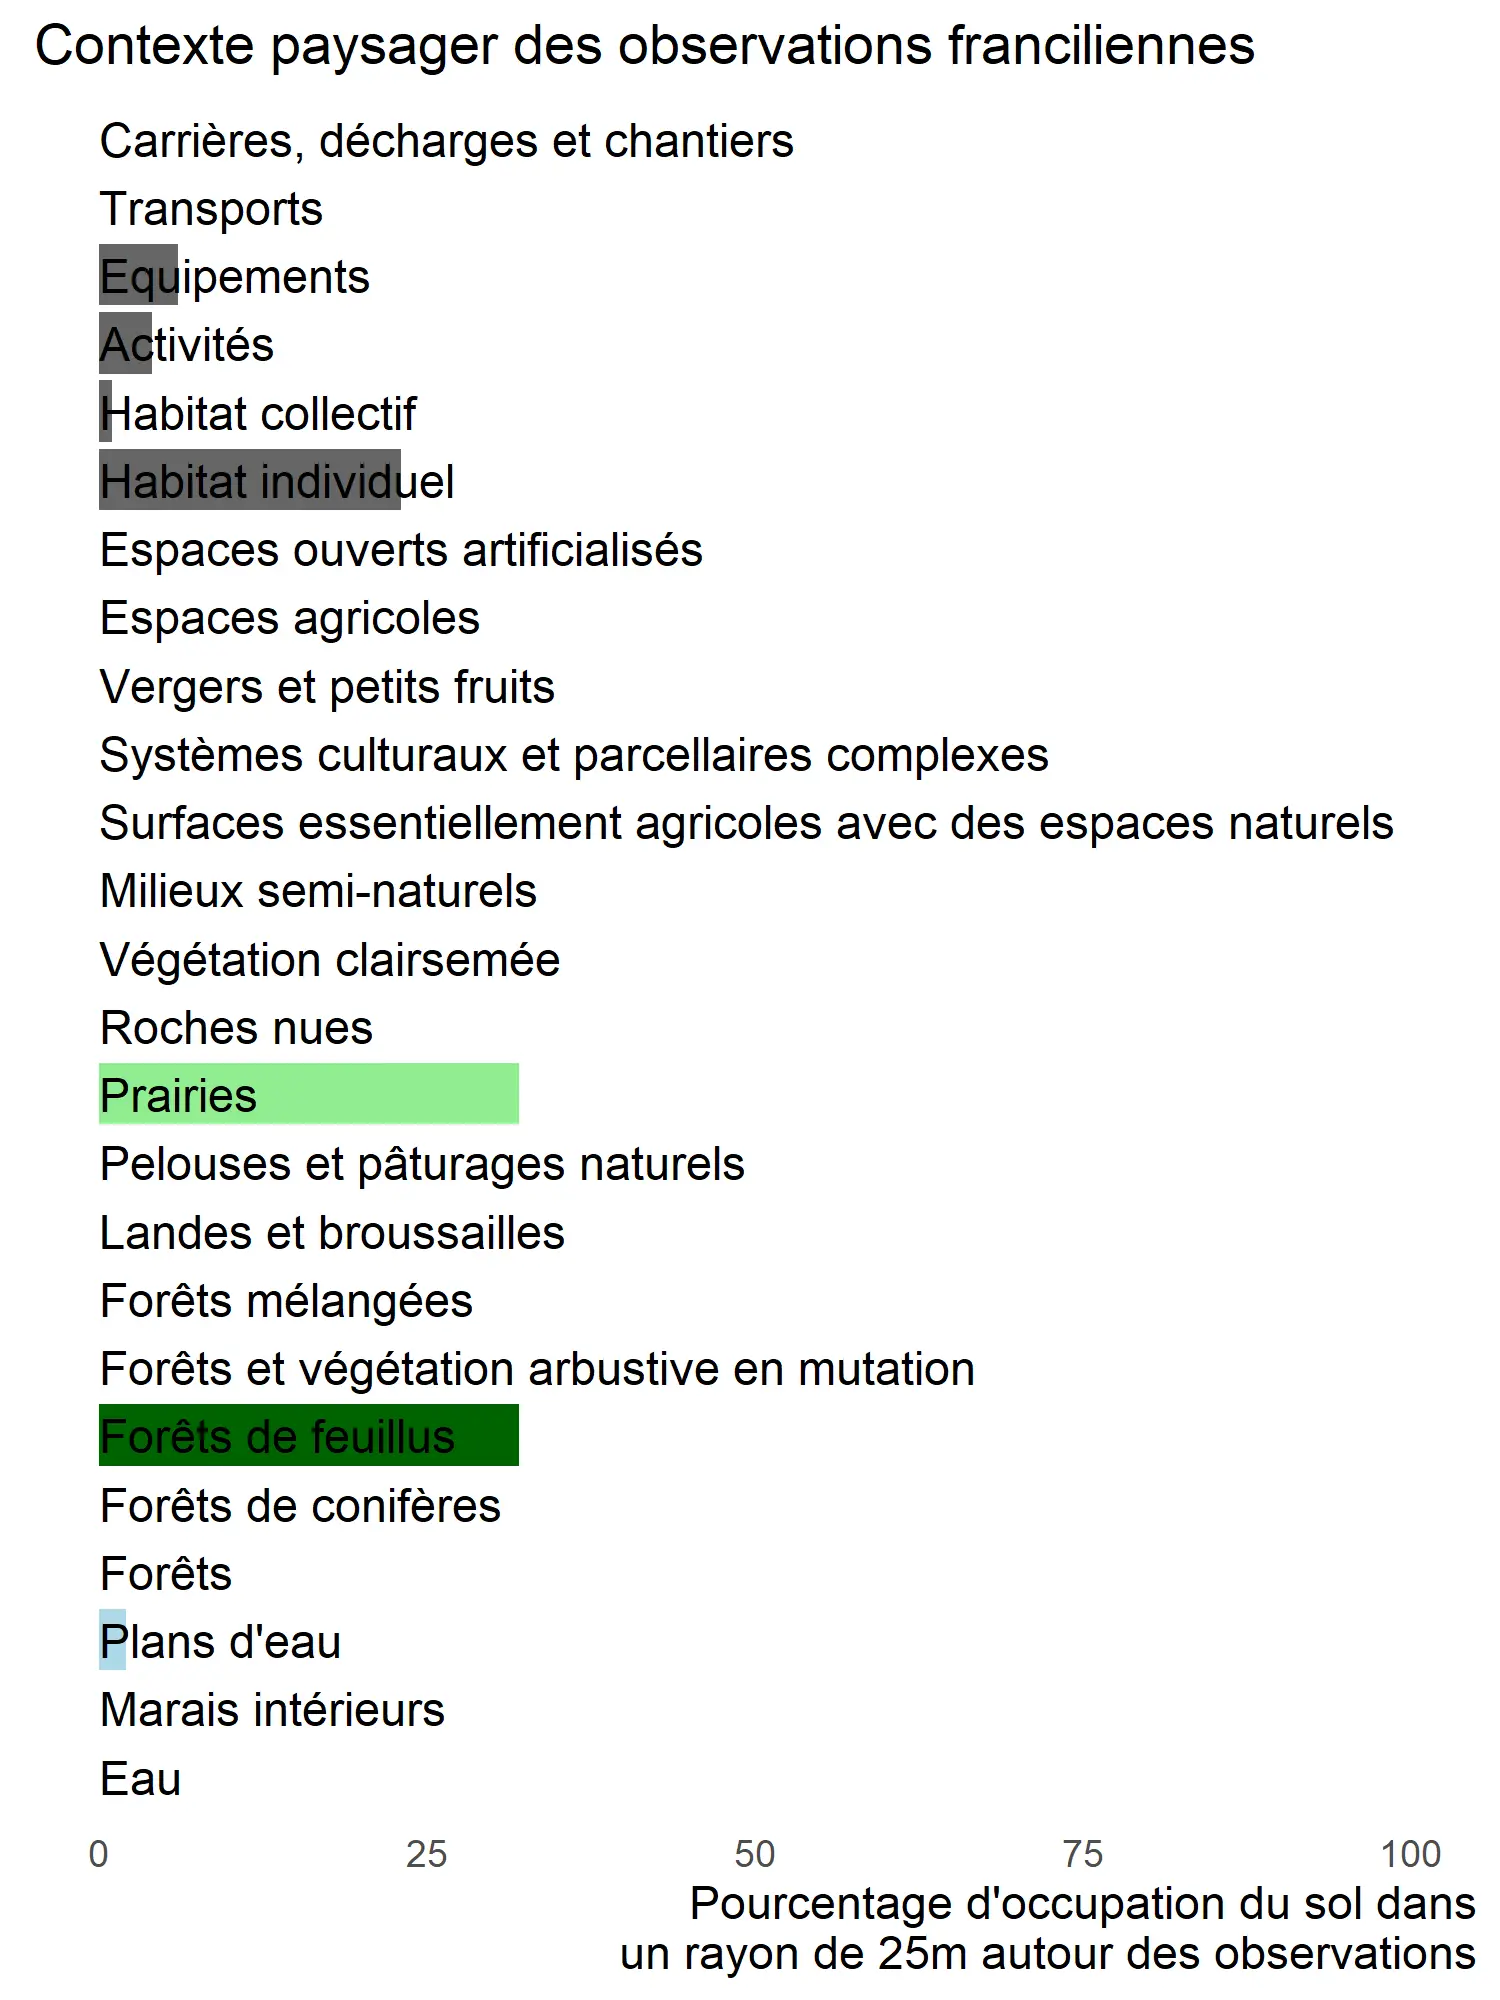 Contexte paysager des observations franciliennes
Carrières, décharges et chantiers
Transports
Equipements
Activités
Habitat collectif
Habitat individuel
Espaces ouverts artificialisés
Espaces agricoles
Vergers et petits fruits
Systèmes culturaux et parcellaires complexes
Surfaces essentiellement agricoles avec des espaces naturels
Milieux semi-naturels
Végétation clairsemée
Roches nues
Prairies
Pelouses et pâturages naturels
Landes et broussailles
Forêts mélangées
Forêts et végétation arbustive en mutation
Forêts de feuillus
Forêts de conifères
Forêts
Plans d'eau
Marais intérieurs
Eau
0 25 50 75 100
Pourcentage d'occupation du sol dans
un rayon de 25m autour des observations